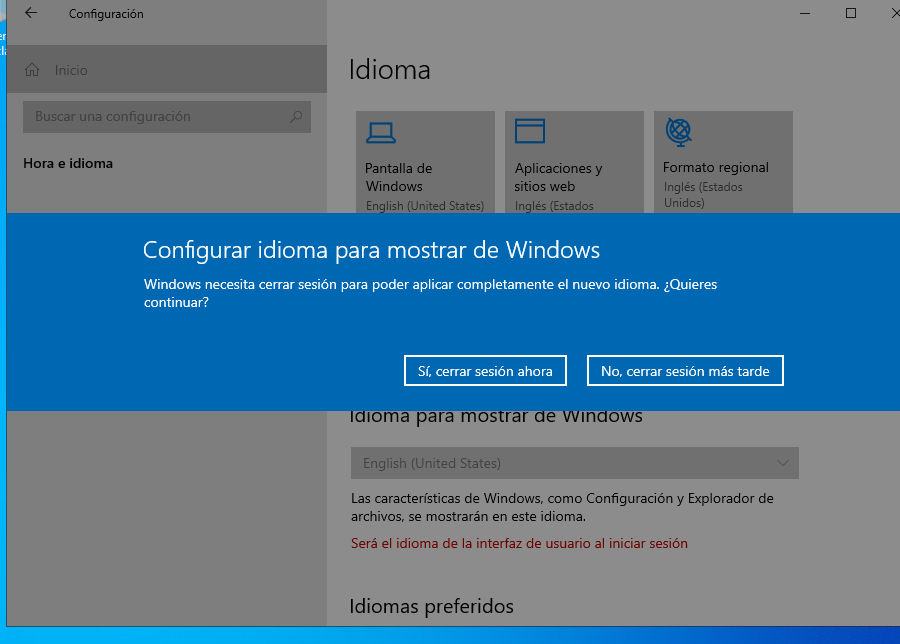 Configuración
Inicio
Buscar una configuración
Hora e idioma
Idioma
Pantalla de
Windows
English (United States)
Aplicaciones y
sitios web
Inglés (Estados
Formato regional
Inglés (Estados
Unidos)
Configurar idioma para mostrar de Windows
Windows necesita cerrar sesión para poder aplicar completamente el nuevo idioma. ¿Quieres
continuar?
Sí, cerrar sesión ahora
No, cerrar sesión más tarde
Idioma para mostrar de Windows
English (United States)
Las características de Windows, como Configuración y Explorador de
archivos, se mostrarán en este idioma.
Será el idioma de la interfaz de usuario al iniciar sesión
Idiomas preferidos